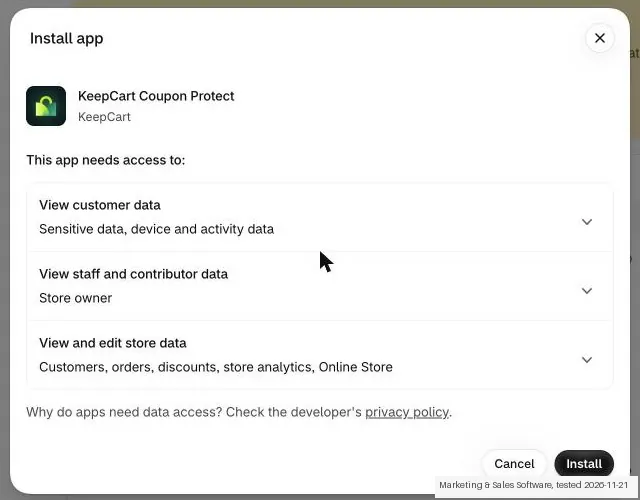 Install app
KeepCart Coupon Protect
KeepCart
This app needs access to:
View customer data
Sensitive data, device and activity data
View staff and contributor data
Store owner
View and edit store data
Customers, orders, discounts, store analytics, Online Store
Why do apps need data access? Check the developer's privacy policy.
Cancel
Install
Marketing & Sales Software, tested 2026-11-21